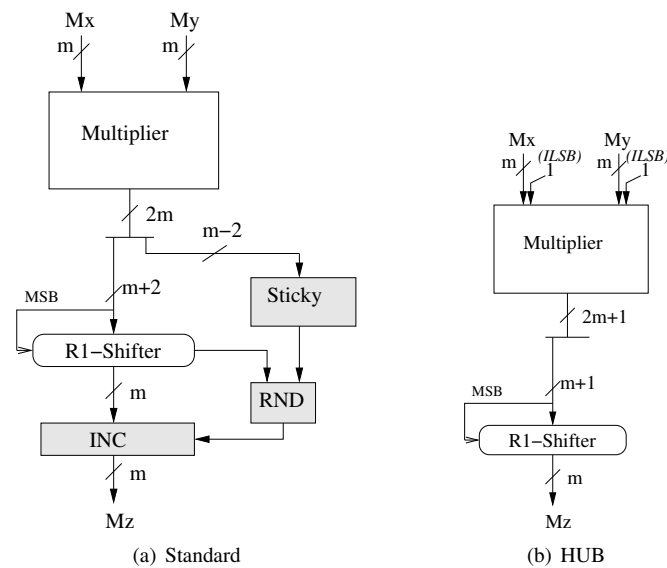 Mx
My
m
m
Multiplier
2m
m−2
m+2
MSB
Sticky
R1−Shifter
m
RND
INC
m
Mz
(a) Standard
Mx
My
m
(ILSB)
1
m
(ILSB)
1
Multiplier
2m+1
m+1
MSB
R1−Shifter
m
Mz
(b) HUB